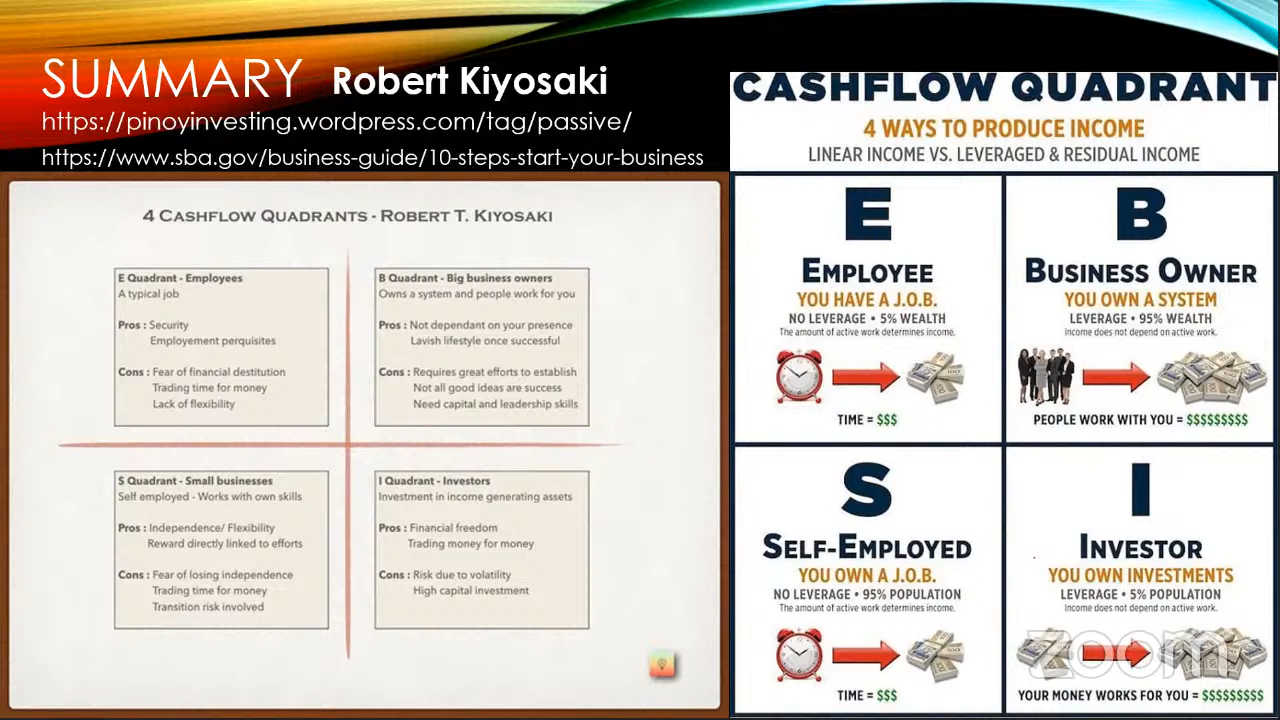 SUMMARY Robert Kiyosaki
https://pinoyinvesting.wordpress.com/tag/passive/
https://www.sba.gov/business-guide/10-steps-start-your-business
4 CASHFLOW QUADRANTS - ROBERT T. KIYOSAKI
E Quadrant - Employees
A typical job
Pros : Security
Employement perquisites
Cons : Fear of financial destitution
Trading time for money
Lack of flexibility
B Quadrant - Big business owners
Owns a system and people work for you
Pros : Not dependant on your presence
Lavish lifestyle once successful
Cons : Requires great efforts to establish
Not all good ideas are success
Need capital and leadership skills
S Quadrant - Small businesses
Self employed - Works with own skills
Pros : Independence/ Flexibility
Reward directly linked to efforts
Cons : Fear of losing independence
Trading time for money
Transition risk involved
I Quadrant - Investors
Investment in income generating assets
Pros : Financial freedom
Trading money for money
Cons : Risk due to volatility
High capital investment
CASHFLOW QUADRANT
4 WAYS TO PRODUCE INCOME
LINEAR INCOME VS. LEVERAGED & RESIDUAL INCOME
E
EMPLOYEE
YOU HAVE A J.O.B.
NO LEVERAGE • 5% WEALTH
The amount of active work determines income.
TIME = $$$
B
BUSINESS OWNER
YOU OWN A SYSTEM
LEVERAGE • 95% WEALTH
Income does not depend on active work.
PEOPLE WORK WITH YOU = $$$$$$$$$
S
SELF-EMPLOYED
YOU OWN A J.O.B.
NO LEVERAGE • 95% POPULATION
The amount of active work determines income.
TIME = $$$
I
INVESTOR
YOU OWN INVESTMENTS
LEVERAGE • 5% POPULATION
Income does not depend on active work.
zoom
YOUR MONEY WORKS FOR YOU = $$$$$$$$$